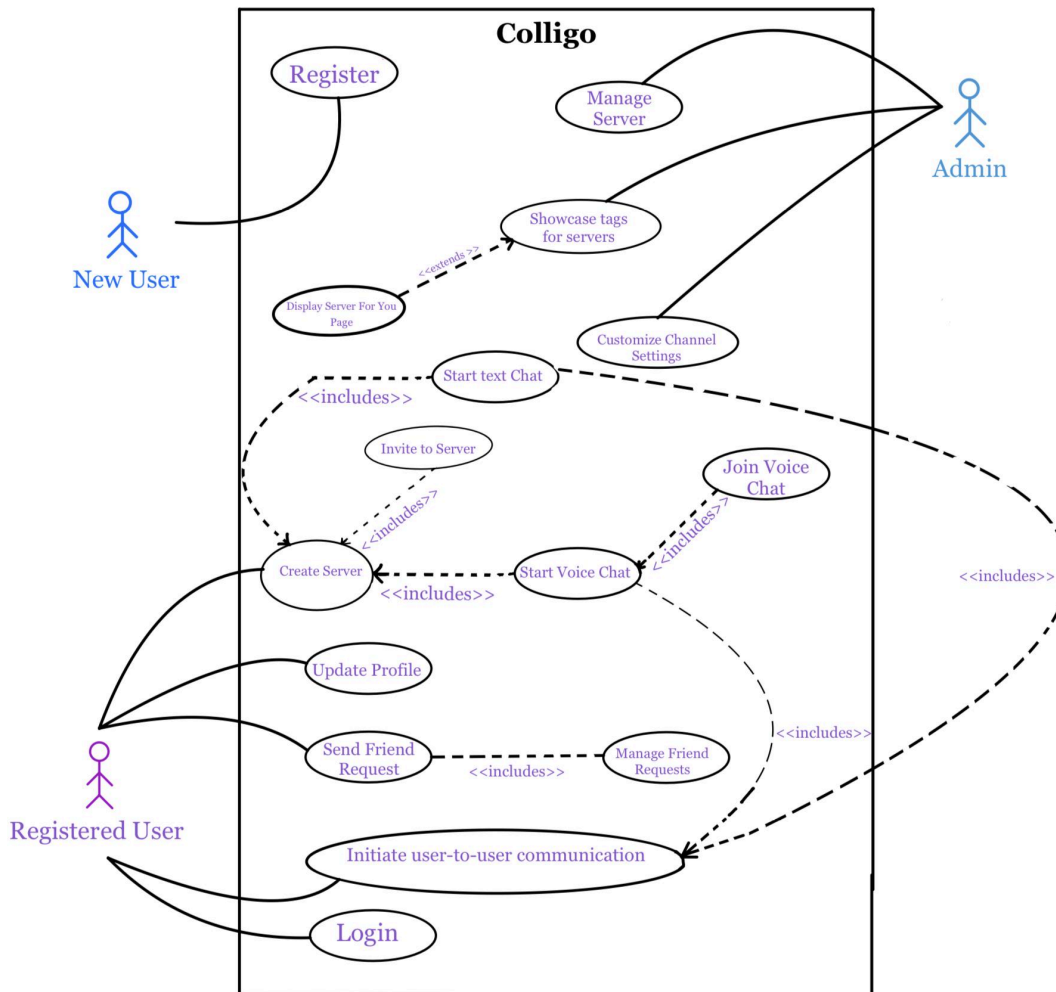 Colligo
Register
Manage
Server
Admin
Showcase tags
for servers
New User
<<extends >>
Display Server For You
Page
Customize Channel
Settings
Start text Chat
<<includes>>
Invite to Server
Join Voice
Chat
<<includes>>
<<includes>>
Create Server
Start Voice Chat
<<includes>>
<<includes>>
Update Profile
Send Friend
Request
<<includes>>
Manage Friend
Requests
<<includes>>
Registered User
Initiate user-to-user communication
Login